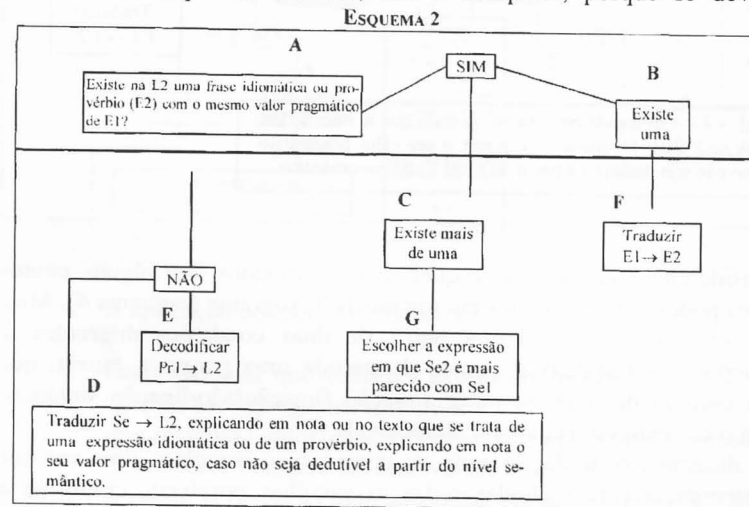 ESQUEMA 2
A
SIM
B
Existe na L2 uma frase idiomática ou pro-
vérbio (E2) com o mesmo valor pragmático
de E1?
Existe
uma
C
F
Existe mais
de uma
Traduzir
E1→ E2
NÃO
E
G
Decodificar
Pr1→ L2
Escolher a expressão
em que Se2 é mais
parecido com Se1
D
Traduzir Se → L2, explicando em nota ou no texto que se trata de
uma expressão idiomática ou de um provérbio, explicando em nota o
seu valor pragmático, caso não seja dedutível a partir do nível se-
mântico.